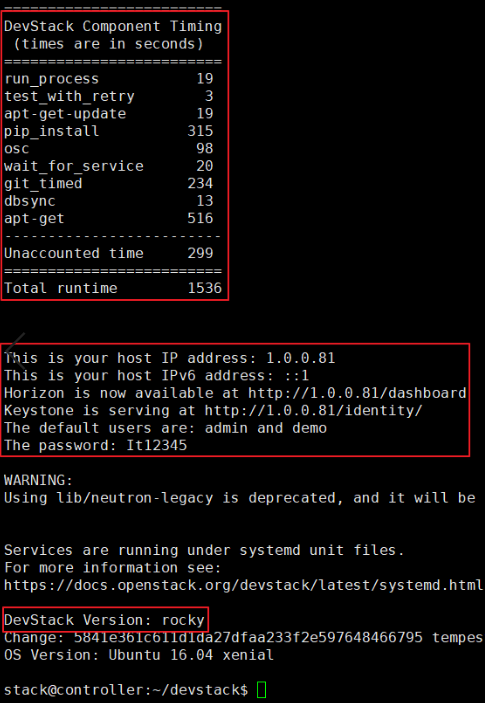 =========================
DevStack Component Timing
 (times are in seconds)
=========================
run_process           19
test_with_retry        3
apt-get-update        19
pip_install          315
osc                   98
wait_for_service      20
git_timed            234
dbsync                13
apt-get              516
-------------------------
Unaccounted time     299
=========================
Total runtime        1536
This is your host IP address: 1.0.0.81
This is your host IPv6 address: ::1
Horizon is now available at http://1.0.0.81/dashboard
Keystone is serving at http://1.0.0.81/identity/
The default users are: admin and demo
The password: It12345
WARNING:
Using lib/neutron-legacy is deprecated, and it will be
Services are running under systemd unit files.
For more information see:
https://docs.openstack.org/devstack/latest/systemd.html
DevStack Version: rocky
Change: 5841e361c611d1da27dfaa233f2e597648466795 tempes
OS Version: Ubuntu 16.04 xenial
stack@controller:~/devstack$